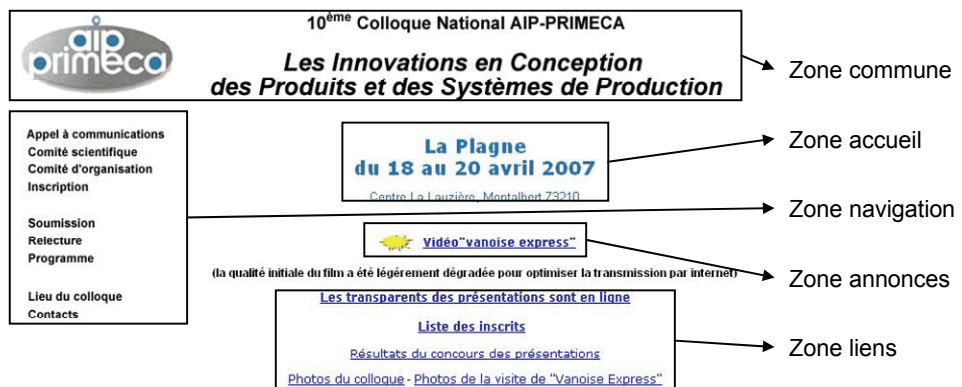 10ème Colloque National AIP-PRIMECA
aip
primeca
Les Innovations en Conception
des Produits et des Systèmes de Production
Zone commune
Appel à communications
Comité scientifique
Comité d'organisation
Inscription
Soumission
Relecture
Programme
Lieu du colloque
Contacts
La Plagne
du 18 au 20 avril 2007
Centre La Lauzière, Montalbert 73210
Zone accueil
Zone navigation
Vidéo"vanoise express"
Zone annonces
(la qualité initiale du film a été légérement dégradée pour optimiser la transmission par internet)
Les transparents des présentations sont en ligne
Liste des inscrits
Résultats du concours des présentations
Photos du colloque - Photos de la visite de "Vanoise Express"
Zone liens